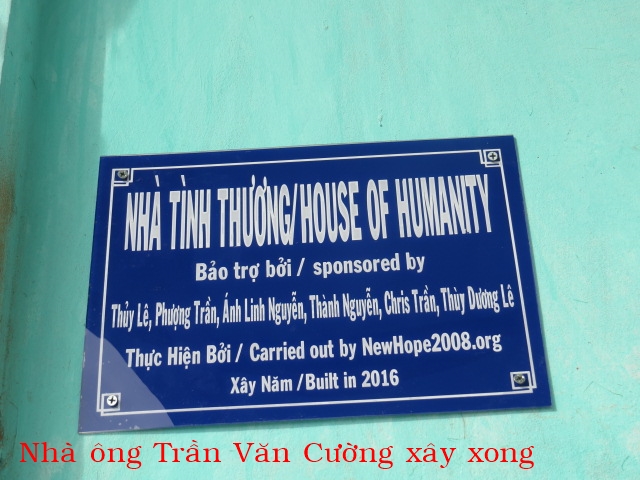 NHÀ TÌNH THƯƠNG/HOUSE OF HUMANITY
Bảo trợ bởi / sponsored by
Thủy Lê, Phượng Trần, Ánh Linh Nguyễn, Thành Nguyễn, Chris Trần, Thùy Dương Lê
Thực Hiện Bởi / Carried out by NewHope2008.org
Xây Năm /Built in 2016
Nhà ông Trần Văn Cường xây xong